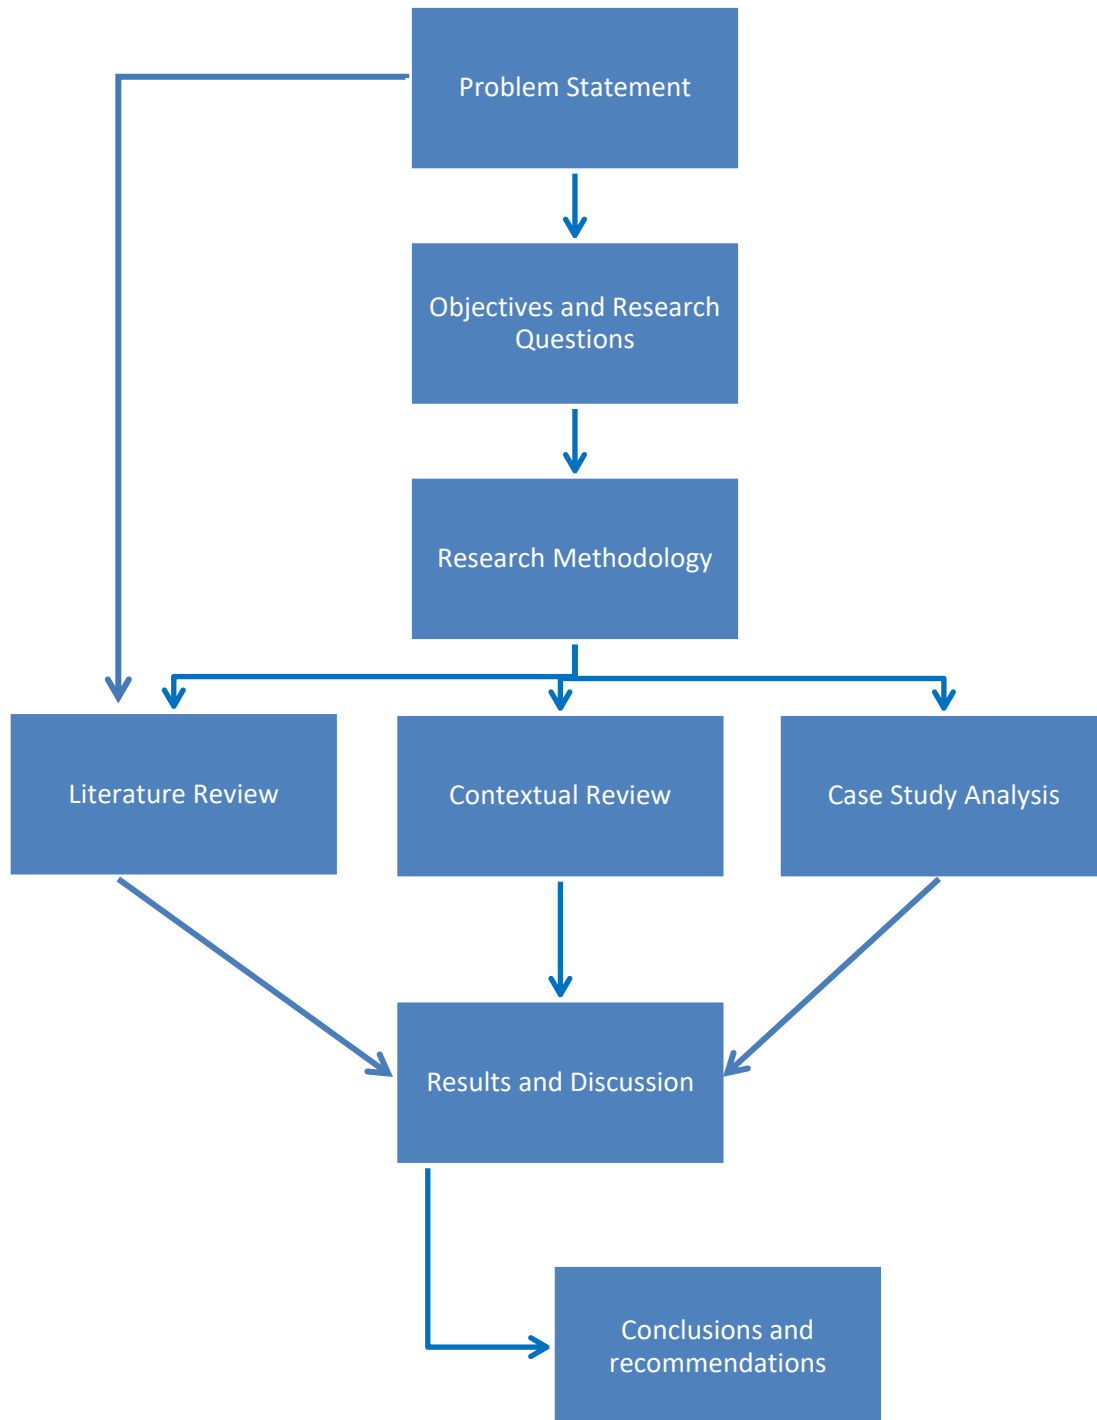 Problem Statement
Objectives and Research
Questions
Research Methodology
Literature Review
Contextual Review
Case Study Analysis
Results and Discussion
Conclusions and
recommendations